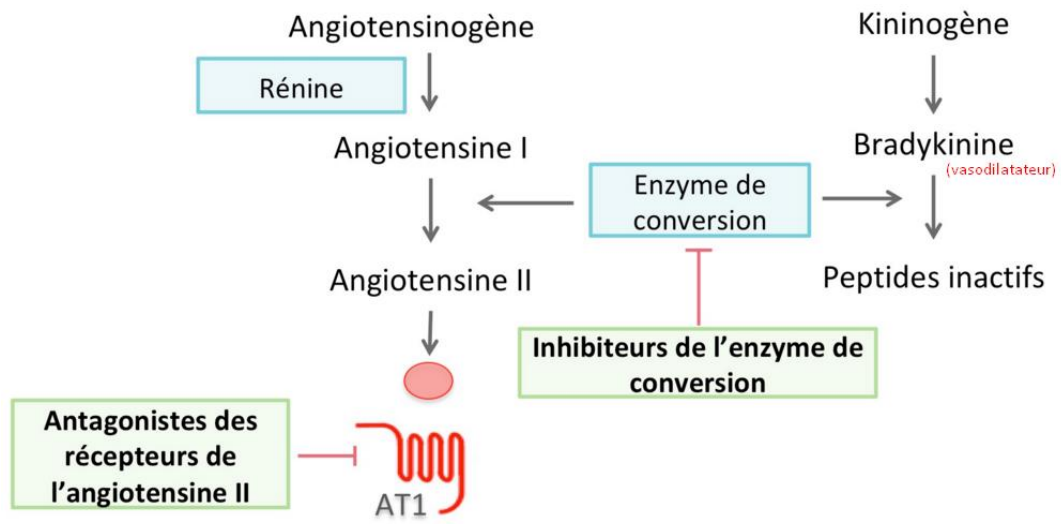 Angiotensinogène
Kininogène
Rénine
Angiotensine I
Bradykinine
(vasodilatateur)
Enzyme de
conversion
Angiotensine II
Peptides inactifs
Inhibiteurs de l’enzyme de
conversion
Antagonistes des
récepteurs de
l’angiotensine II
AT1